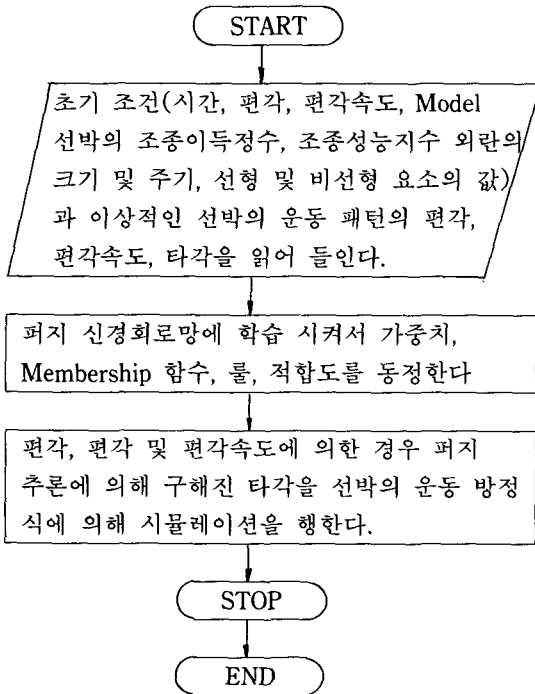 START
초기 조건(시간, 편각, 편각속도, Model
선박의 조종이득정수, 조종성능지수 외란의
크기 및 주기, 선형 및 비선형 요소의 값)
과 이상적인 선박의 운동 패턴의 편각,
편각속도, 타각을 읽어 들인다.
퍼지 신경회로망에 학습 시켜서 가중치,
Membership 함수, 룰, 적합도를 동정한다
편각, 편각 및 편각속도에 의한 경우 퍼지
추론에 의해 구해진 타각을 선박의 운동 방정
식에 의해 시뮬레이션을 행한다.
STOP
END